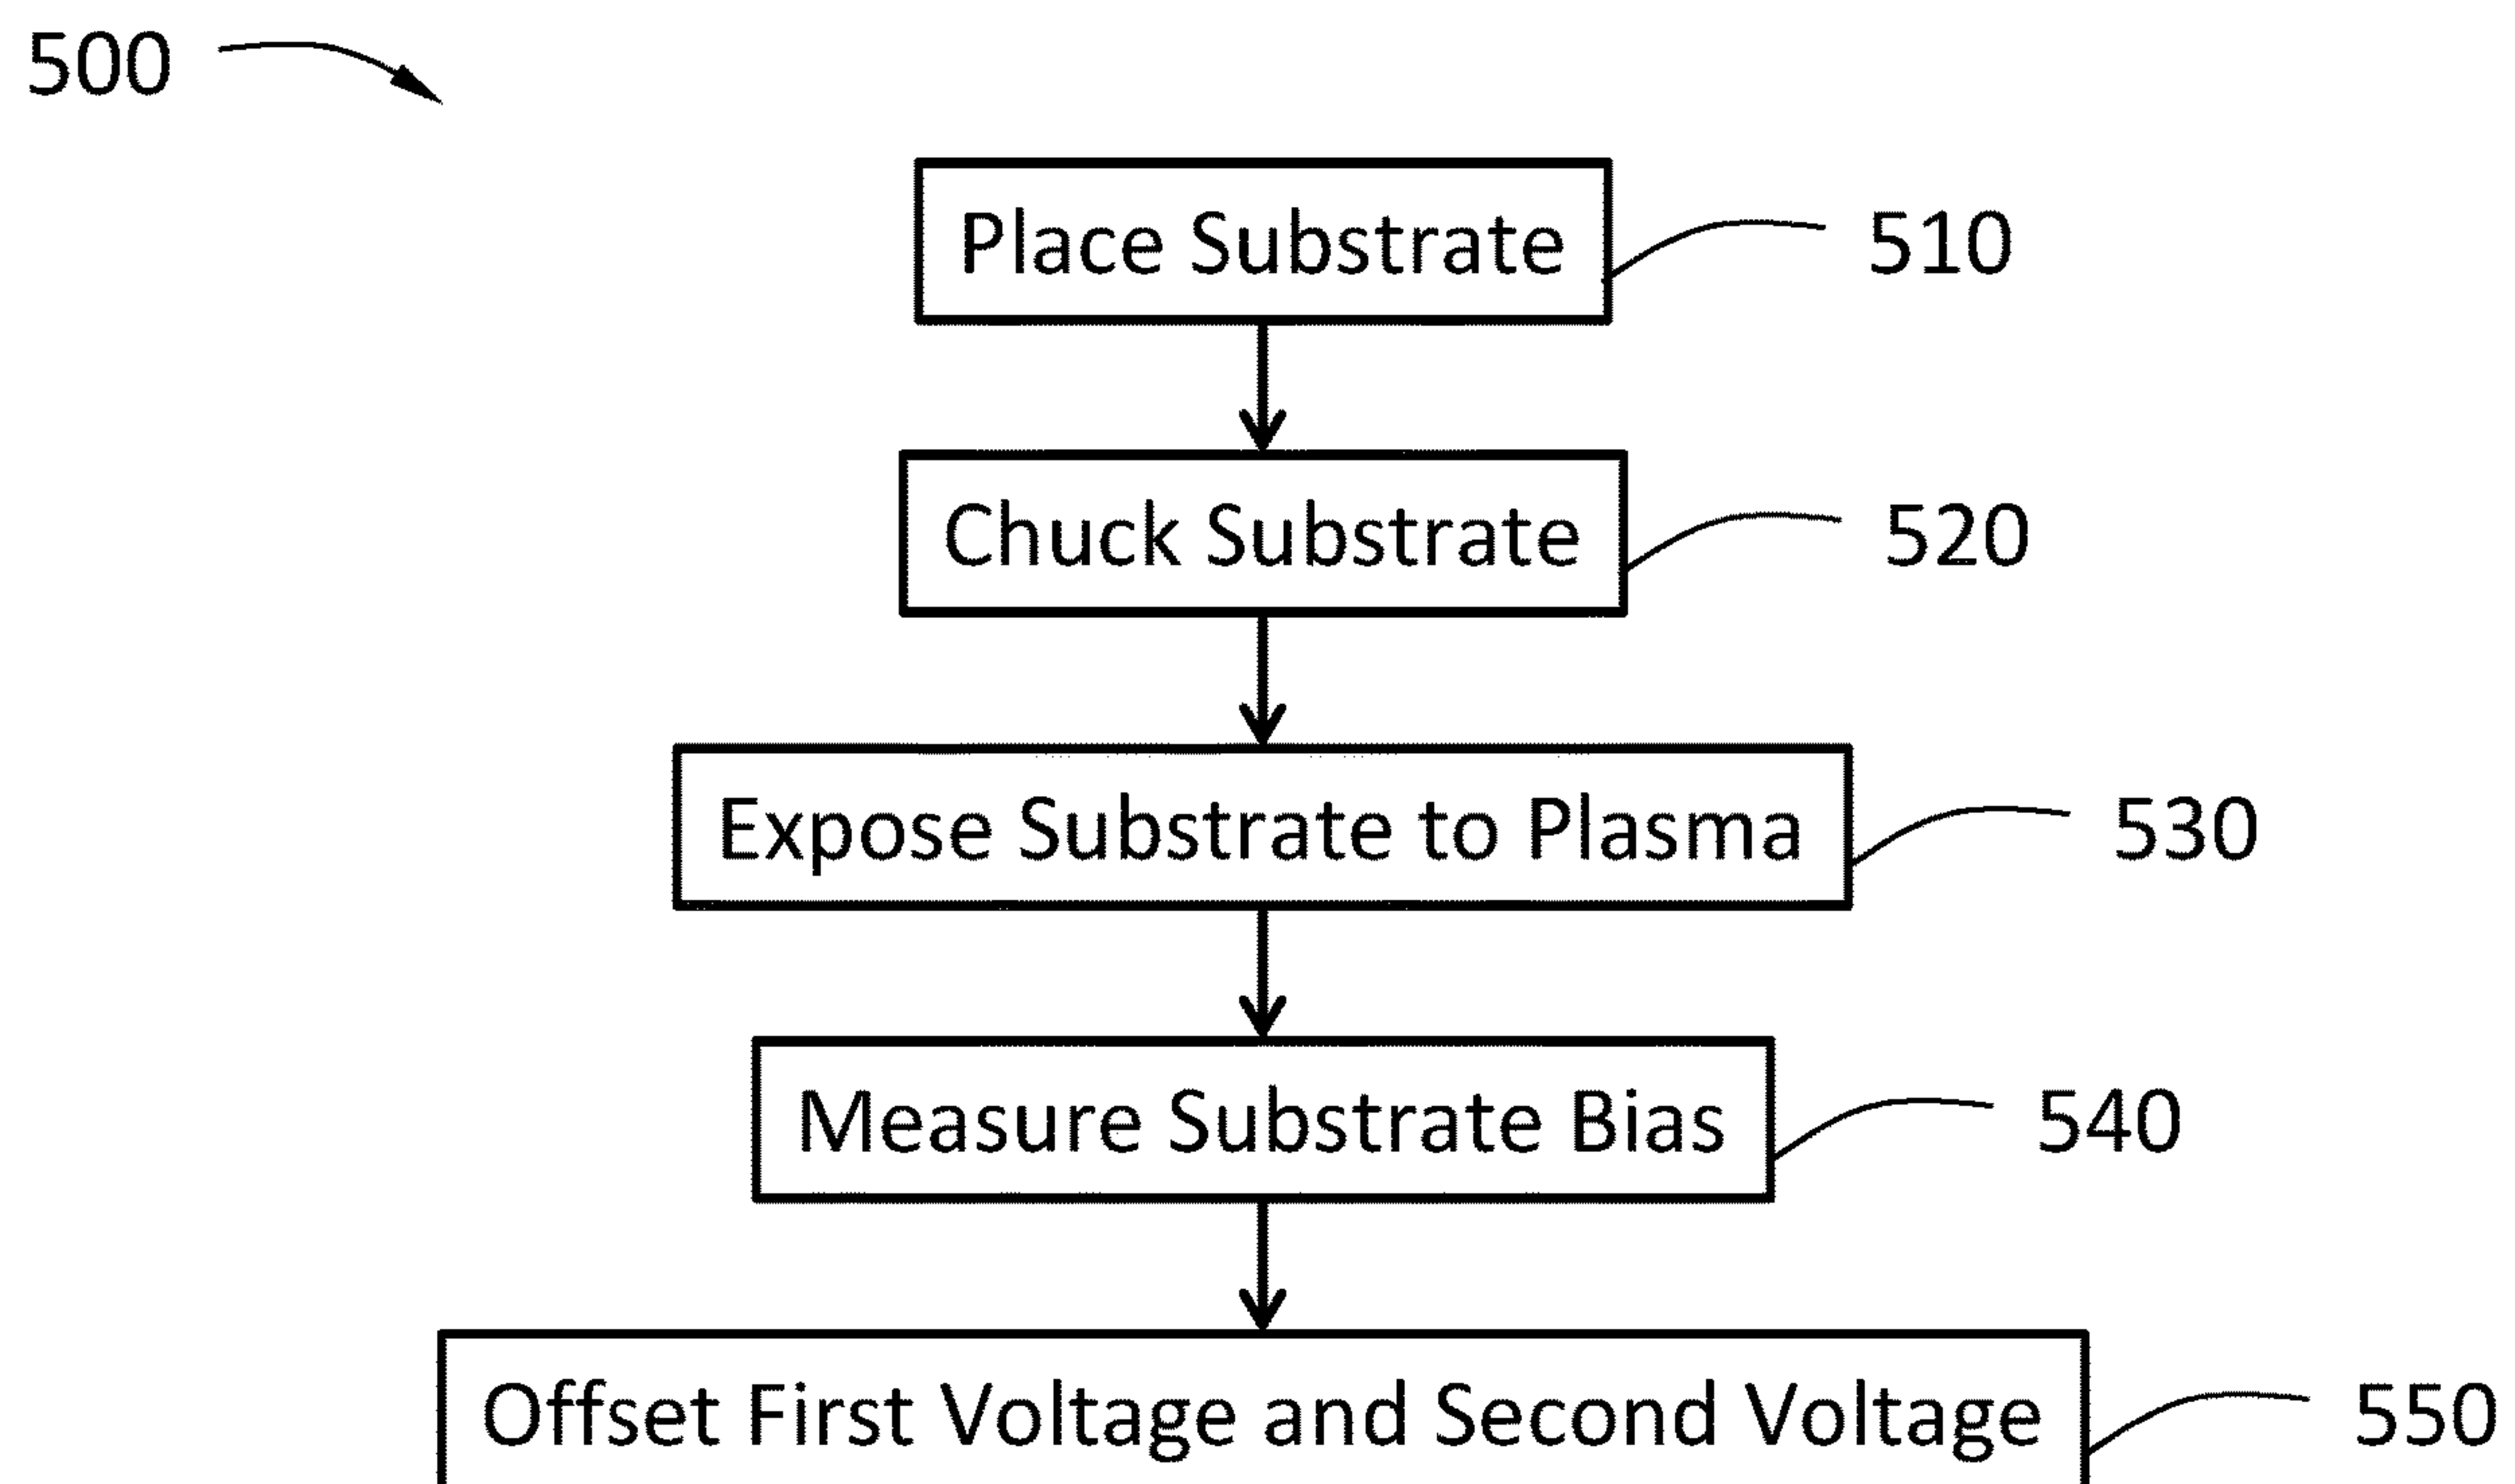 500
Place Substrate 510
Chuck Substrate 520
Expose Substrate to Plasma 530
Measure Substrate Bias 540
Offset First Voltage and Second Voltage 550